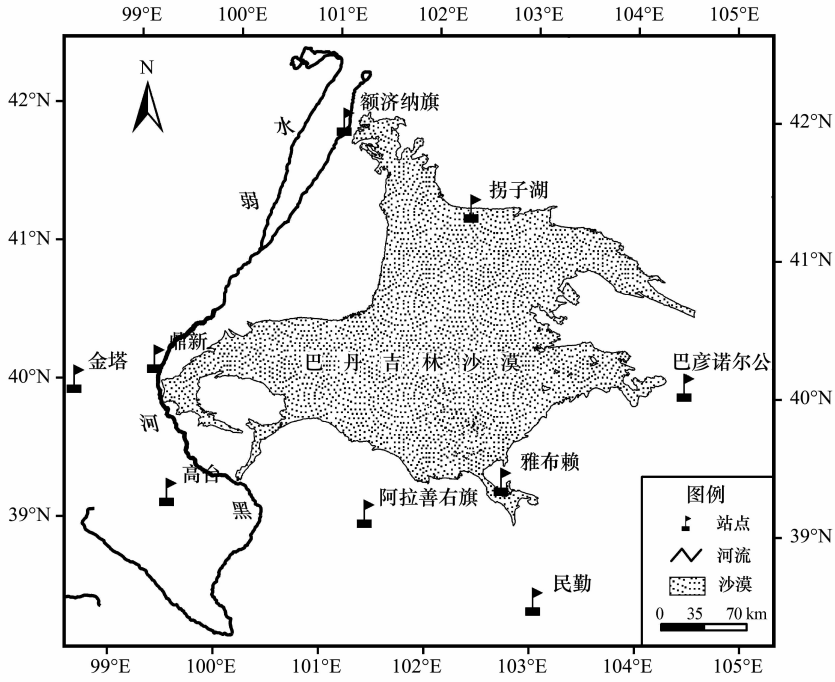 99°E 100°E 101°E 102°E 103°E 104°E 105°E
N
42°N
42°N
额济纳旗
水
拐子湖
弱
41°N
41°N
鼎新
金塔
巴丹吉林沙漠
巴彦诺尔公
40°N
40°N
河
雅布赖
高台
阿拉善右旗
黑
39°N
39°N
民勤
图例
站点
河流
沙漠
0 35 70 km
99°E 100°E 101°E 102°E 103°E 104°E 105°E